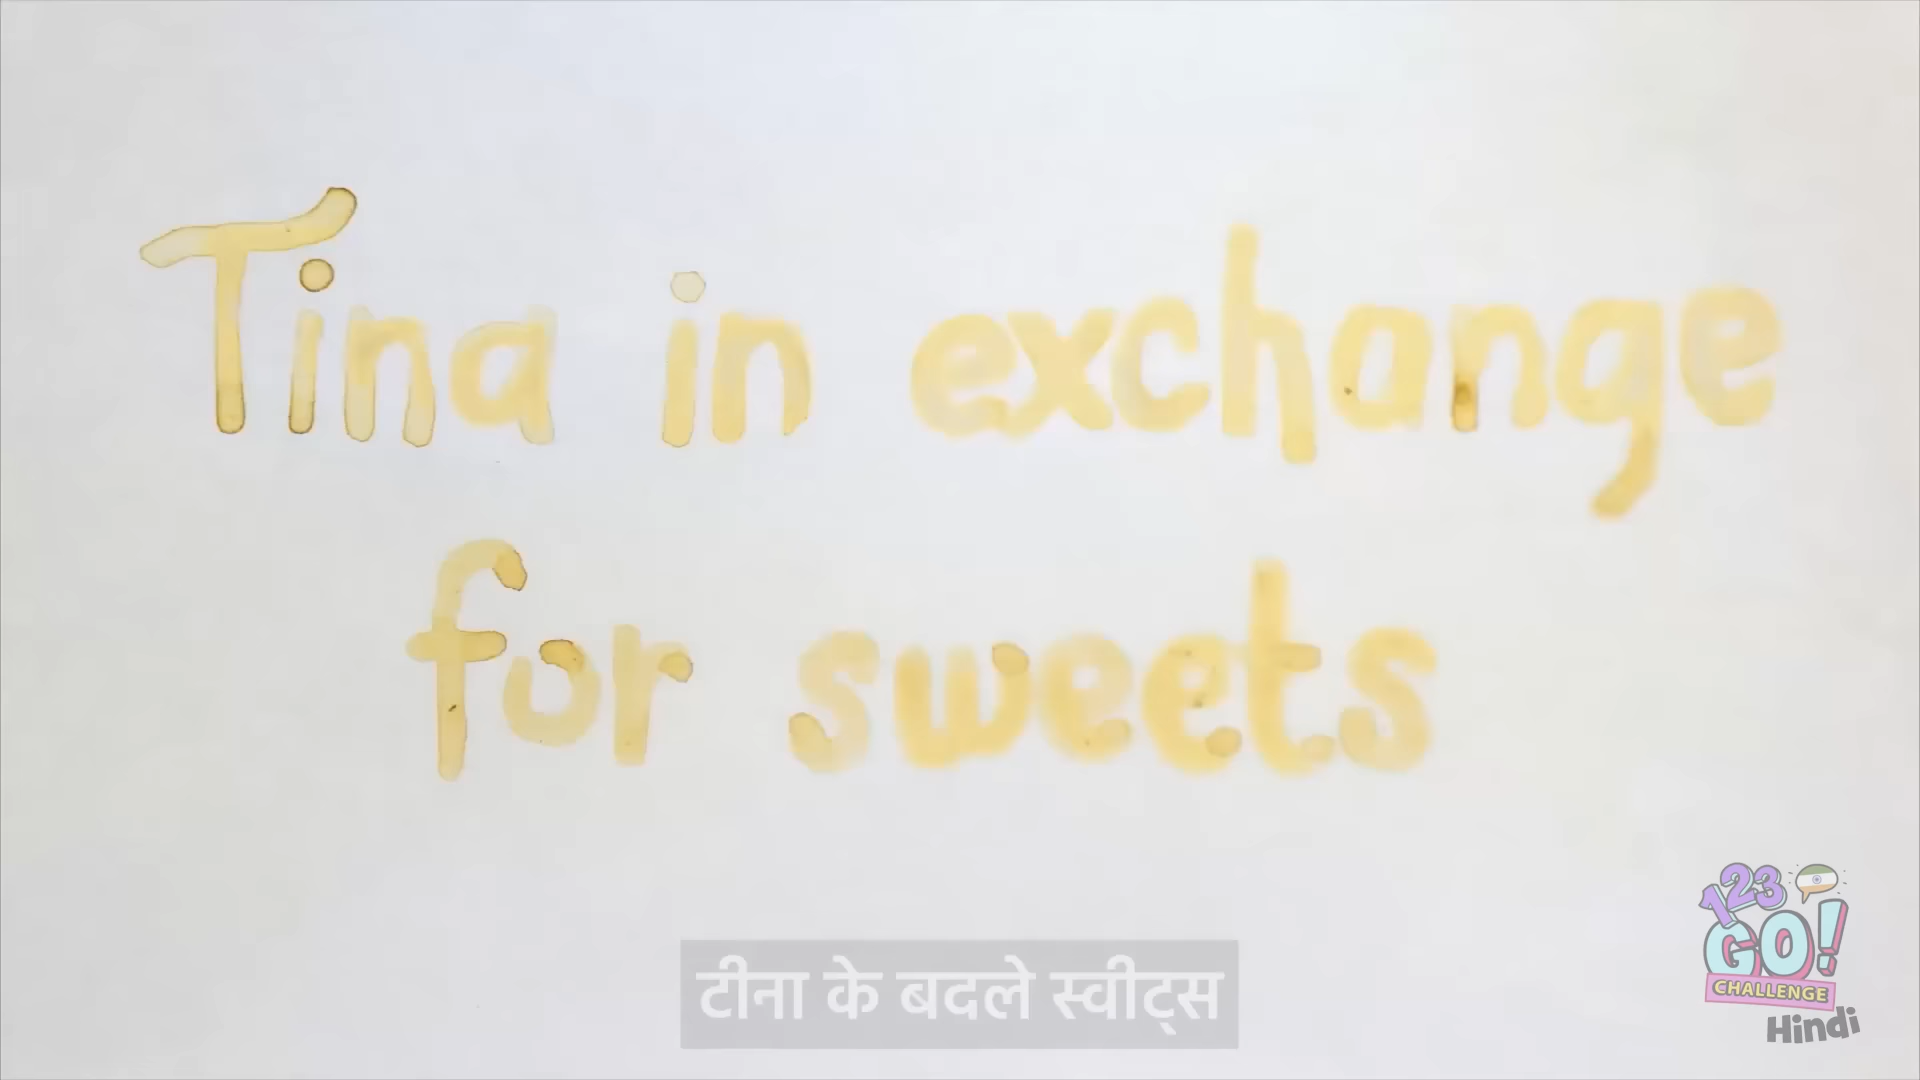 Tina in exchange
for sweets
टीना के बदले स्वीट्स
123
GO!
CHALLENGE
Hindi